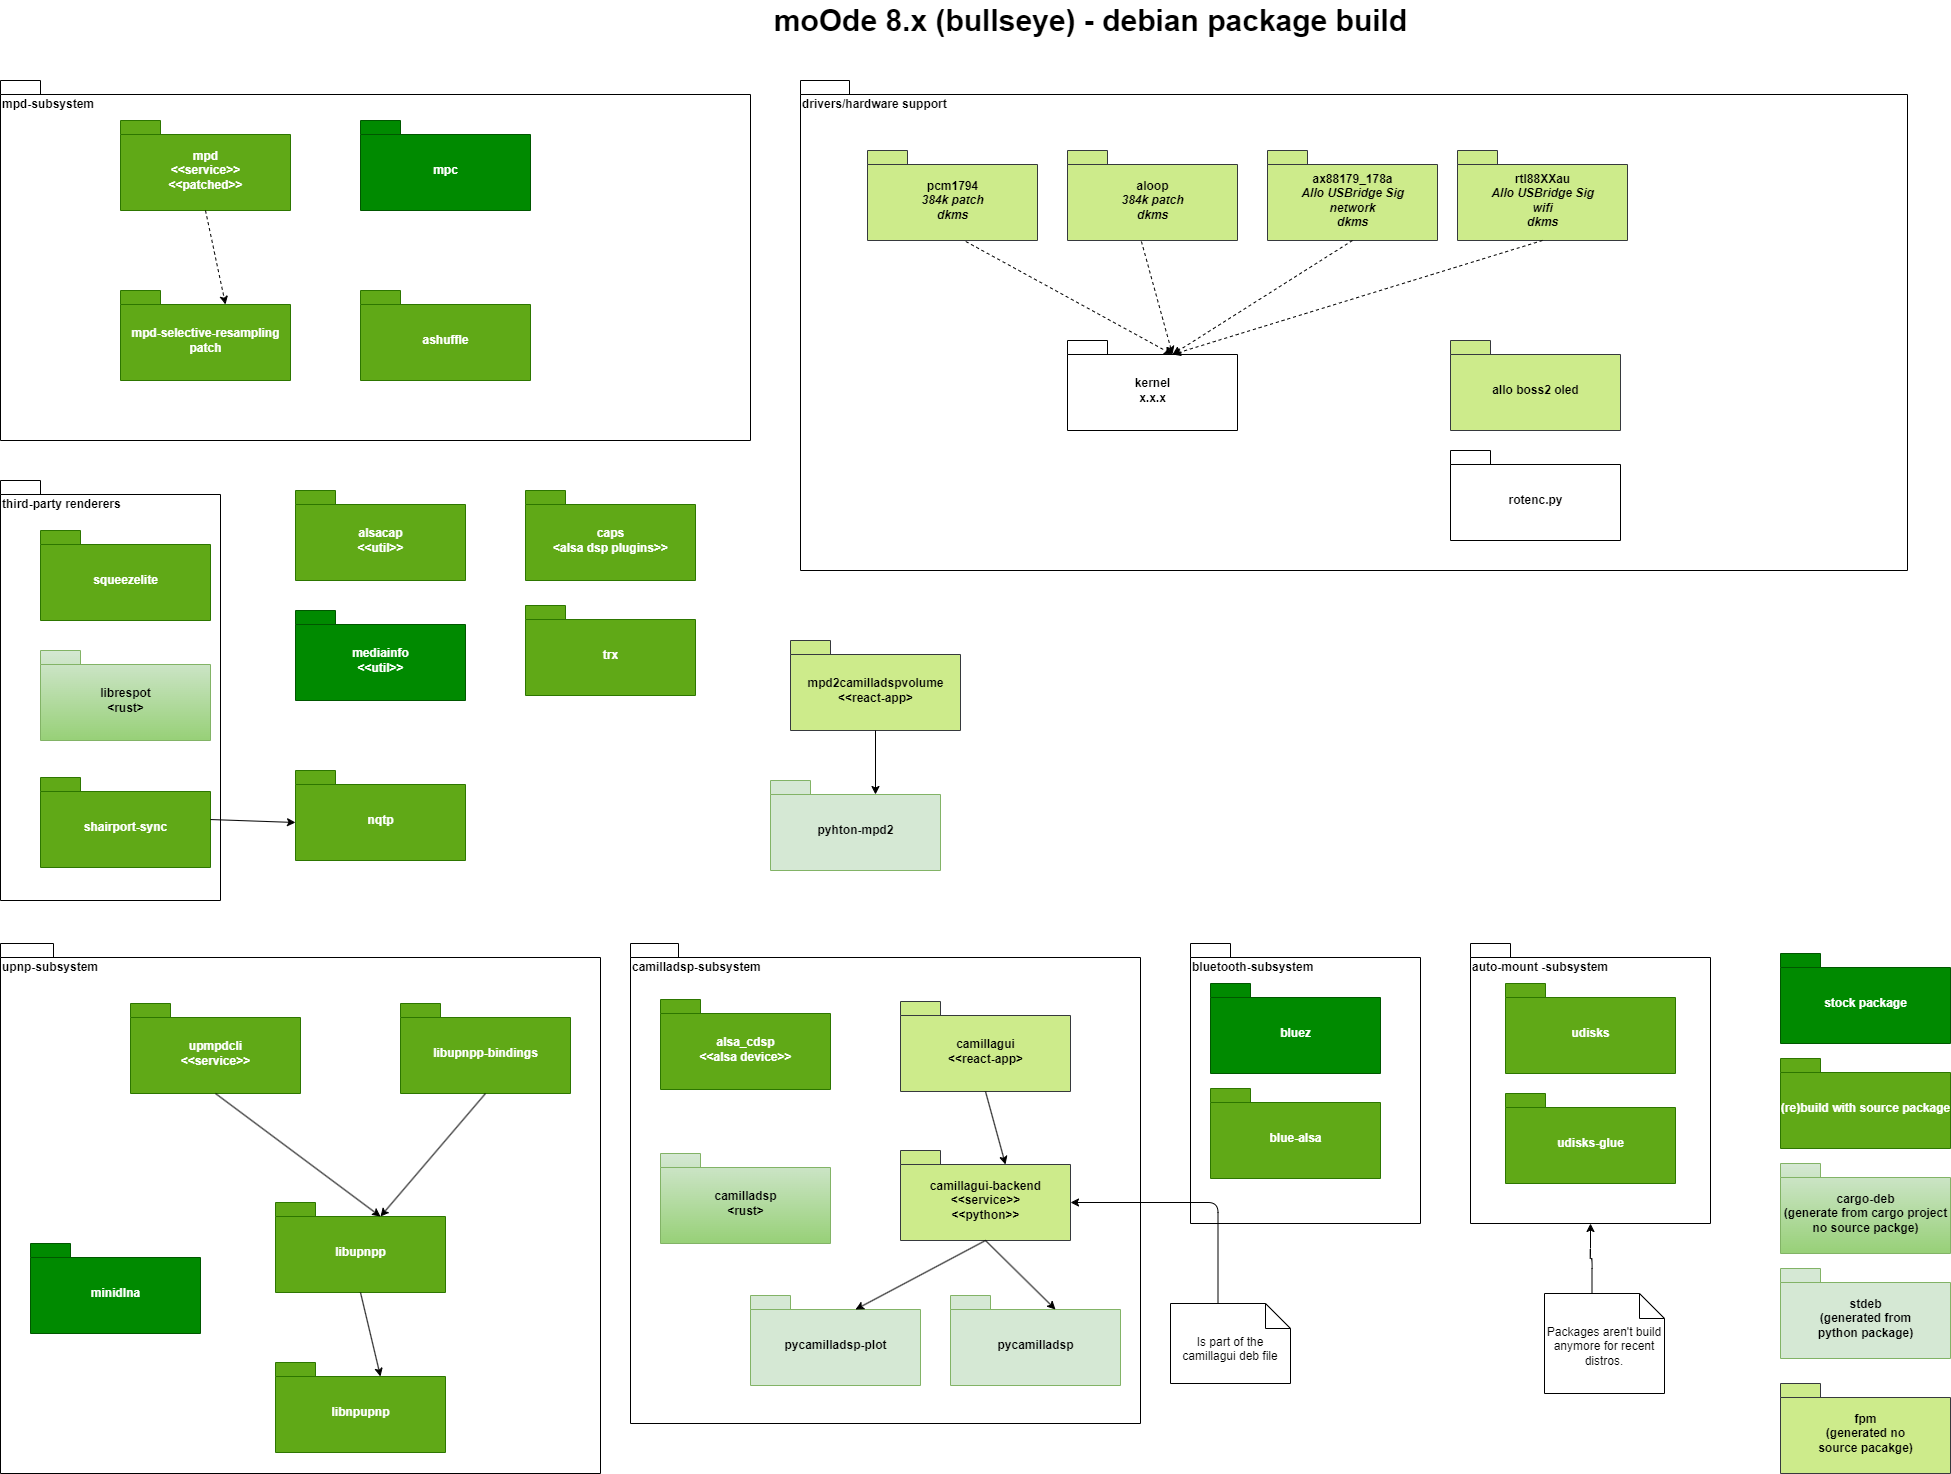 moOde 8.x (bullseye) - debian package build
mpd-subsystem
mpd
<<service>>
<<patched>>
mpc
mpd-selective-resampling
patch
ashuffle
drivers/hardware support
pcm1794
384k patch
dkms
aloop
384k patch
dkms
ax88179_178a
Allo USBridge Sig
network
dkms
rtl88XXau
Allo USBridge Sig
wifi
dkms
kernel
x.x.x
allo boss2 oled
rotenc.py
third-party renderers
squeezelite
librespot
<rust>
shairport-sync
alsacap
<<util>>
caps
<alsa dsp plugins>>
mediainfo
<<util>>
trx
nqtp
mpd2camilladspvolume
<<react-app>
pyhton-mpd2
upnp-subsystem
upmpdcli
<<service>>
libupnpp-bindings
libupnpp
minidlna
libnpupnp
camilladsp-subsystem
alsa_cdsp
<<alsa device>>
camillagui
<<react-app>
camilladsp
<rust>
camillagui-backend
<<service>>
<<python>>
pycamilladsp-plot
pycamilladsp
bluetooth-subsystem
bluez
blue-alsa
Is part of the
camillagui deb file
auto-mount -subsystem
udisks
udisks-glue
Packages aren't build
anymore for recent
distros.
stock package
(re)build with source package
cargo-deb
(generate from cargo project
no source packge)
stdeb
(generated from
python package)
fpm
(generated no
source pacakge)